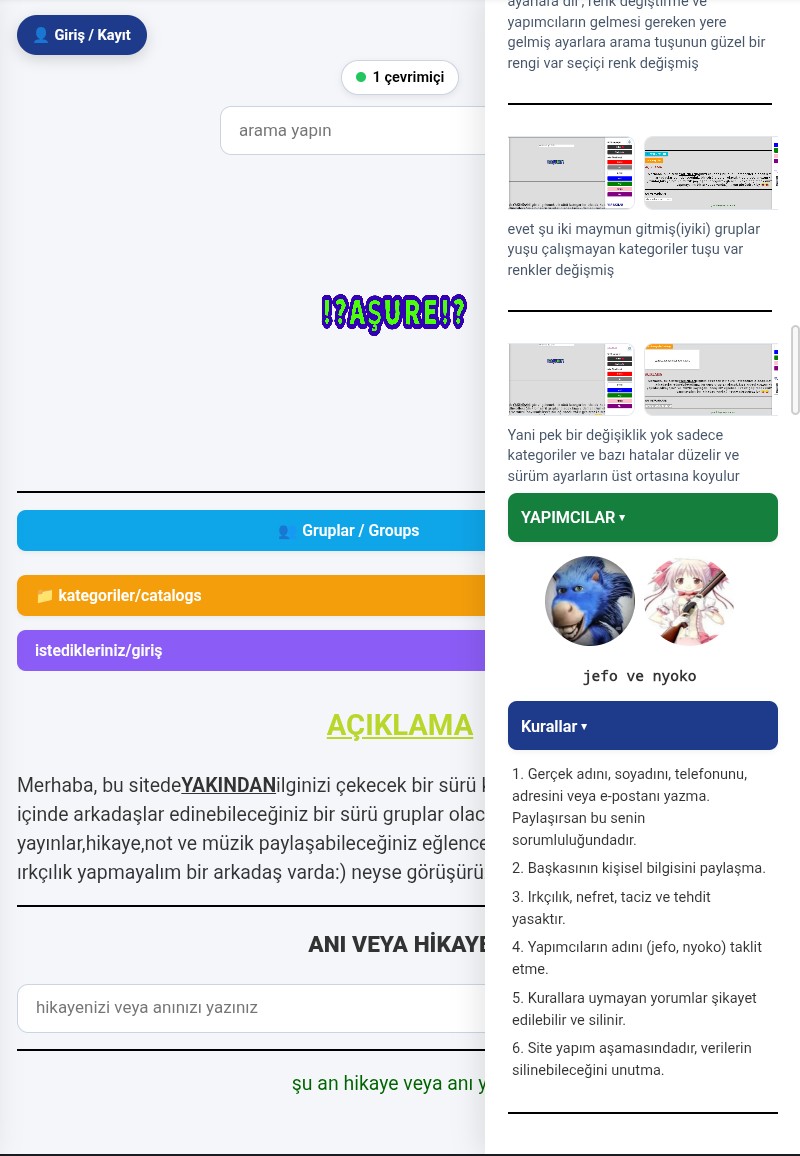 👤 Giriş / Kayıt
1 çevrimiçi
arama yapın
!?AŞURE!?
👥 Gruplar / Groups
📁 kategoriler/catalogs
istedikleriniz/giriş
AÇIKLAMA
Merhaba, bu sitedeYAKINDANilginizi çekecek bir sürü
içinde arkadaşlar edinebileceğiniz bir sürü gruplar olac
yayınlar,hikaye,not ve müzik paylaşabileceğiniz eğlence
ırkçılık yapmayalım bir arkadaş varda:) neyse görüşürü
ANI VEYA HİKAYE
hikayenizi veya anınızı yazınız
şu an hikaye veya anı y
ayarlara dil , renk değiştirme ve
yapımcıların gelmesi gereken yere
gelmiş ayarlara arama tuşunun güzel bir
rengi var seçiçi renk değişmiş
evet şu iki maymun gitmiş(iyiki) gruplar
yuşu çalışmayan kategoriler tuşu var
renkler değişmiş
Yani pek bir değişiklik yok sadece
kategoriler ve bazı hatalar düzelir ve
sürüm ayarların üst ortasına koyulur
YAPIMCILAR ▾
jefo ve nyoko
Kurallar ▾
1. Gerçek adını, soyadını, telefonunu,
adresini veya e-postanı yazma.
Paylaşırsan bu senin
sorumluluğundadır.
2. Başkasının kişisel bilgisini paylaşma.
3. Irkçılık, nefret, taciz ve tehdit
yasaktır.
4. Yapımcıların adını (jefo, nyoko) taklit
etme.
5. Kurallara uymayan yorumlar şikayet
edilebilir ve silinir.
6. Site yapım aşamasındadır, verilerin
silinebileceğini unutma.